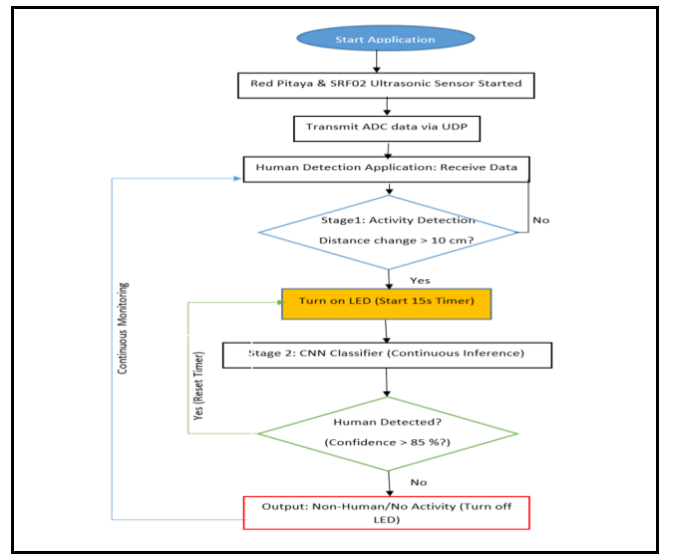 Start Application
Red Pitaya & SRF02 Ultrasonic Sensor Started
Transmit ADC data via UDP
Human Detection Application: Receive Data
Stage1: Activity Detection
Distance change > 10 cm?
No
Yes
Turn on LED (Start 15s Timer)
Stage 2: CNN Classifier (Continuous Inference)
Human Detected?
(Confidence > 85 %?)
No
Output: Non-Human/No Activity (Turn off
LED)
Yes (Reset Timer)
Continuous Monitoring